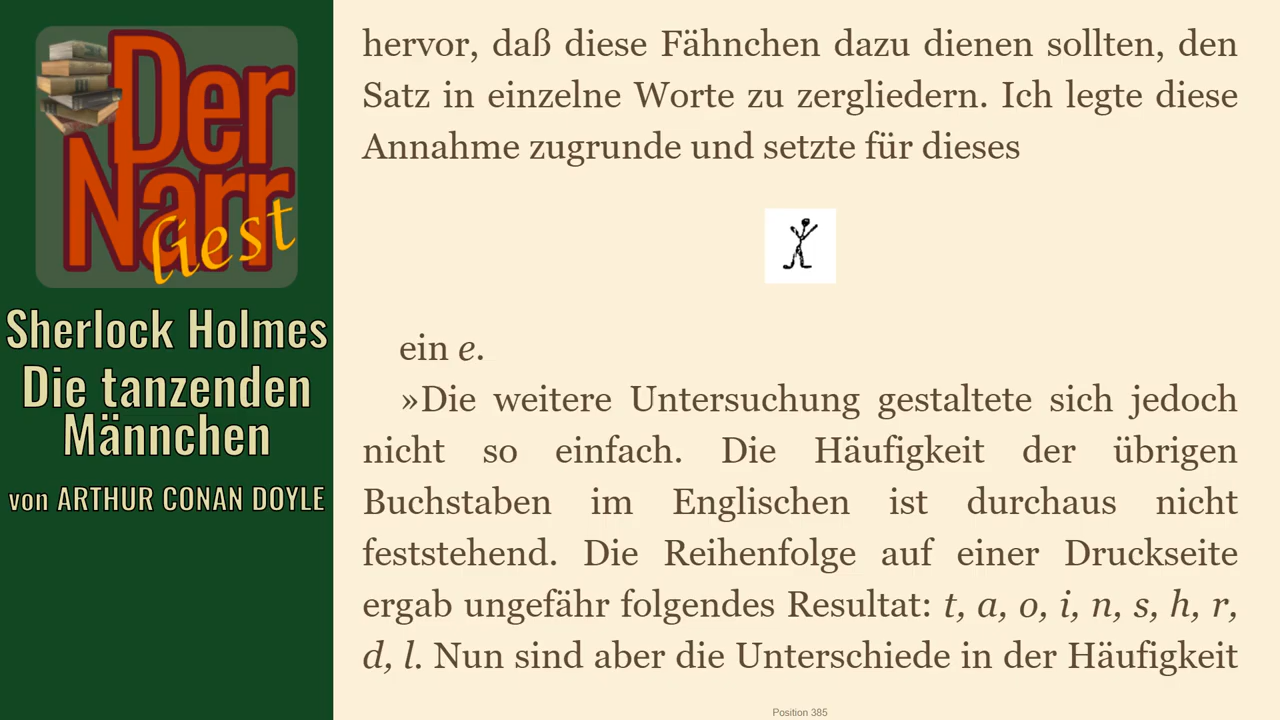 Der
Narr
liest
Sherlock Holmes
Die tanzenden
Männchen
von ARTHUR CONAN DOYLE
hervor, daß diese Fähnchen dazu dienen sollten, den
Satz in einzelne Worte zu zergliedern. Ich legte diese
Annahme zugrunde und setzte für dieses
ein e.
»Die weitere Untersuchung gestaltete sich jedoch
nicht so einfach. Die Häufigkeit der übrigen
Buchstaben im Englischen ist durchaus nicht
feststehend. Die Reihenfolge auf einer Druckseite
ergab ungefähr folgendes Resultat: t, a, o, i, n, s, h, r,
d, l. Nun sind aber die Unterschiede in der Häufigkeit
Position 385